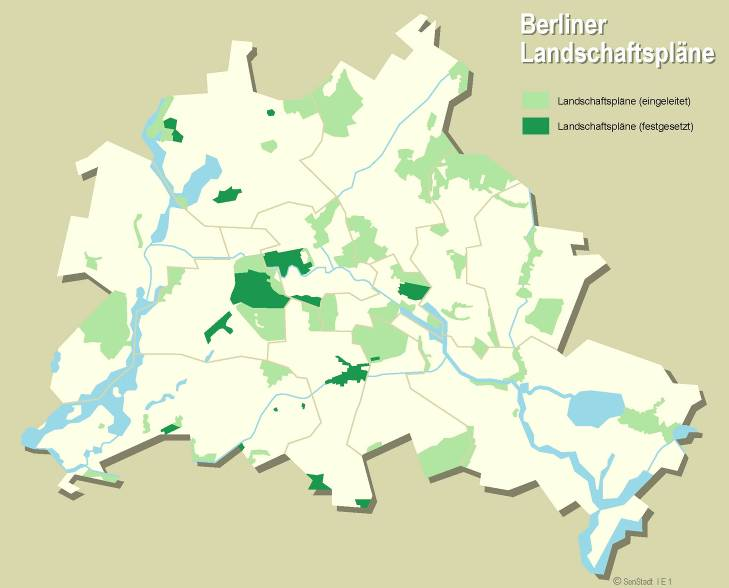 Berliner
Landschaftspläne
Landschaftspläne (eingeleitet)
Landschaftspläne (festgesetzt)
© SenStadt I E 1